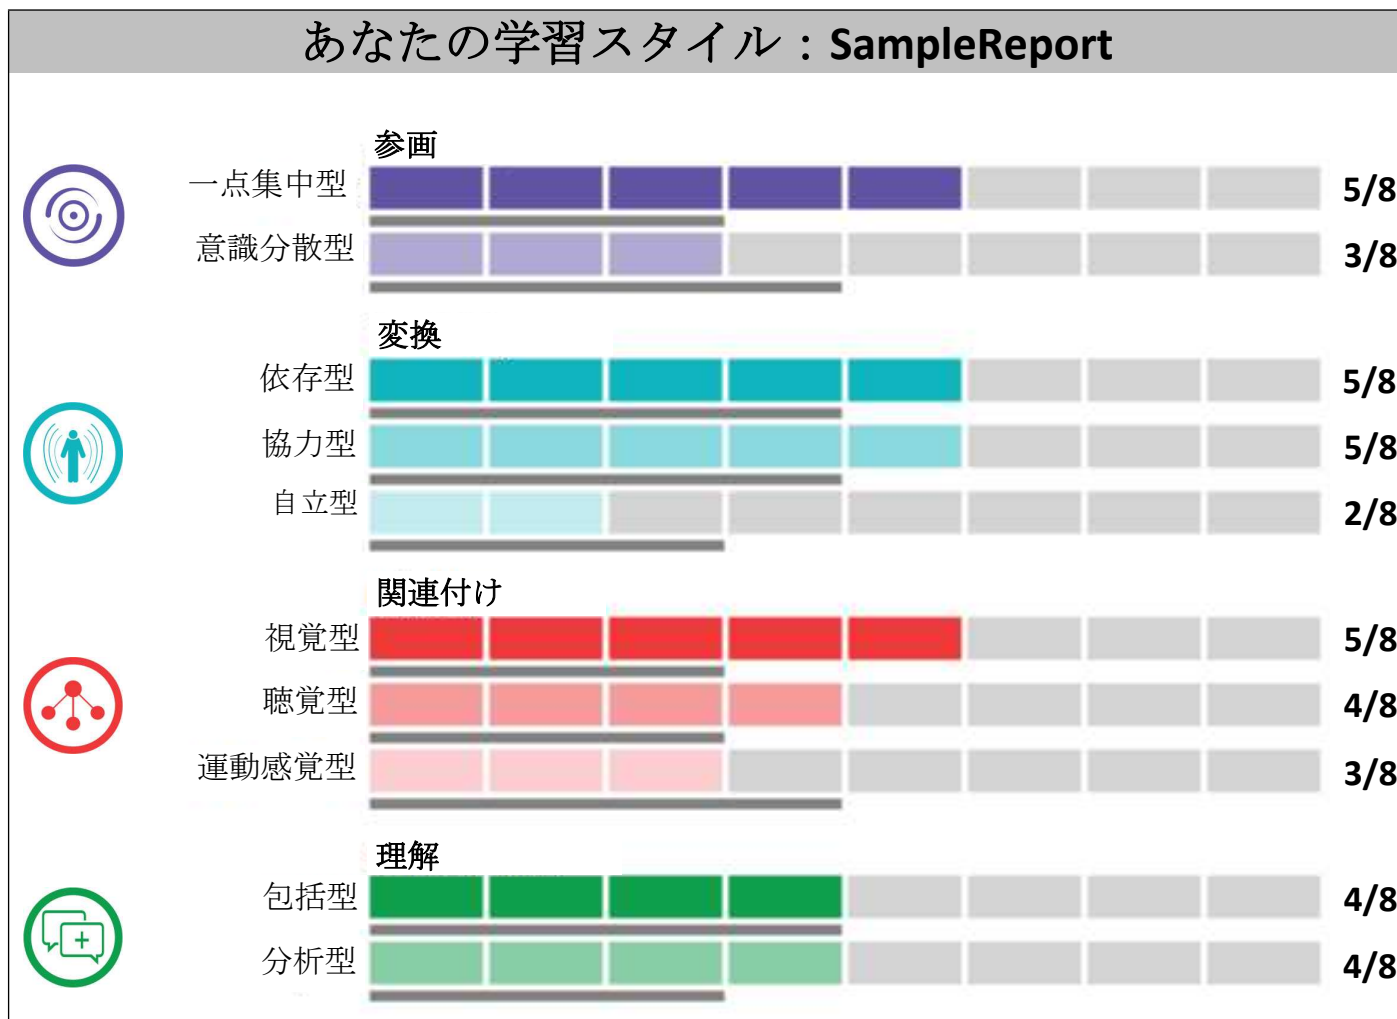 あなたの学習スタイル：SampleReport
参画
一点集中型 5/8
意識分散型 3/8
変換
依存型 5/8
協力型 5/8
自立型 2/8
関連付け
視覚型 5/8
聴覚型 4/8
運動感覚型 3/8
理解
包括型 4/8
分析型 4/8